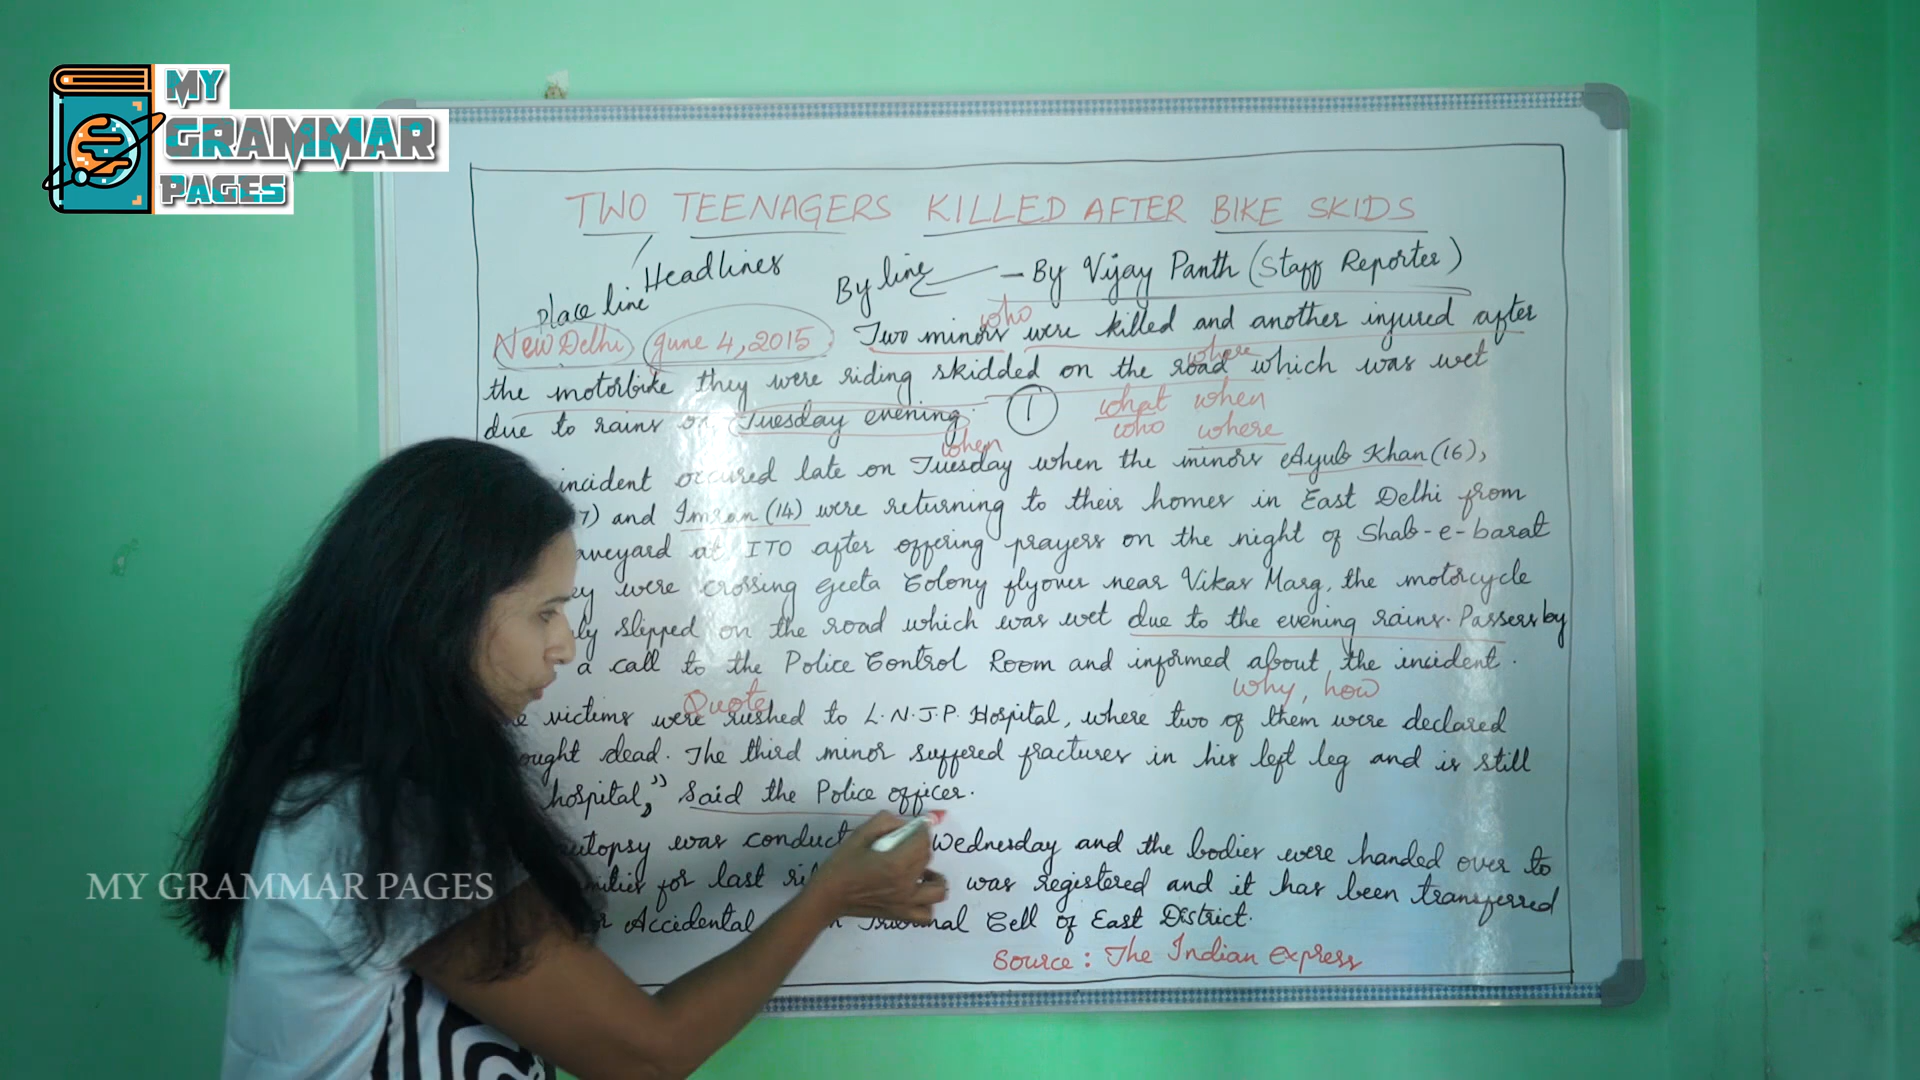 MY
GRAMMAR
PAGES
TWO TEENAGERS KILLED AFTER BIKE SKIDS
Headlines
By line
- By Vijay Panth (Staff Reporter)
Place line
who
New Delhi, June 4, 2015: Two minors were killed and another injured after
where
the motorbike they were riding skidded on the road which was wet
due to rains on Tuesday evening. 1 what when
who where
when
incident occured late on Tuesday when the minors Ayub Khan (16),
7) and Imran (14) were returning to their homes in East Delhi from
aveyard at ITO after offering prayers on the night of Shab-e-barat
ey were crossing Geeta Colony flyover near Vikas Marg, the motorcycle
ly slipped on the road which was wet due to the evening rains. Passersby
a call to the Police Control Room and informed about the incident.
Quote
why, how
victims were rushed to L.N.J.P. Hospital, where two of them were declared
ought dead. The third minor suffered fractures in his left leg and is still
hospital," Said the Police officer.
autopsy was conduct Wednesday and the bodies were handed over to
for last was registered and it has been transferred
Accidental Cell of East District.
Source: The Indian Express
MY GRAMMAR PAGES